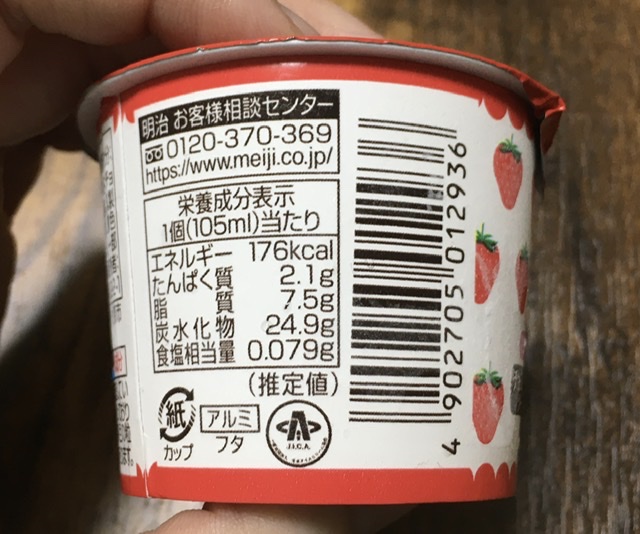 明治 お客様相談センター
0120-370-369
https://www.meiji.co.jp/
栄養成分表示
1個(105ml)当たり
エネルギー 176kcal
たんぱく質 2.1g
脂質 7.5g
炭水化物 24.9g
食塩相当量 0.079g
(推定値)
紙
カップ
アルミ
フタ
A
J.I.C.A.
4 902705 012936